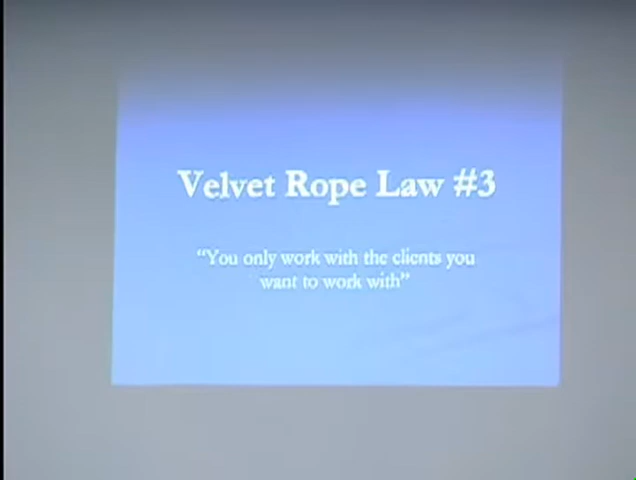 Velvet Rope Law #3
“You only work with the clients you
want to work with”